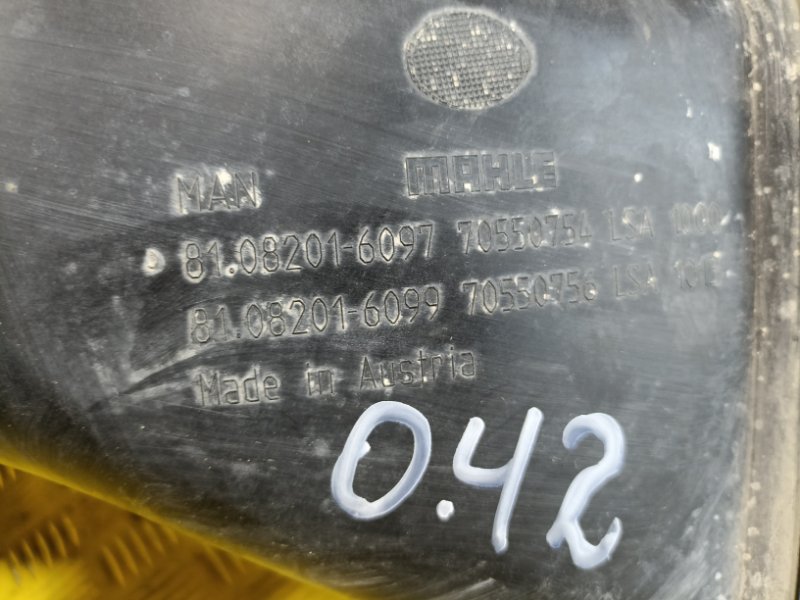 MAN MAHLE
81.08201-6097 70550754 LSA
81.08201-6099 70550756 LSA
Made in Austria
0.42